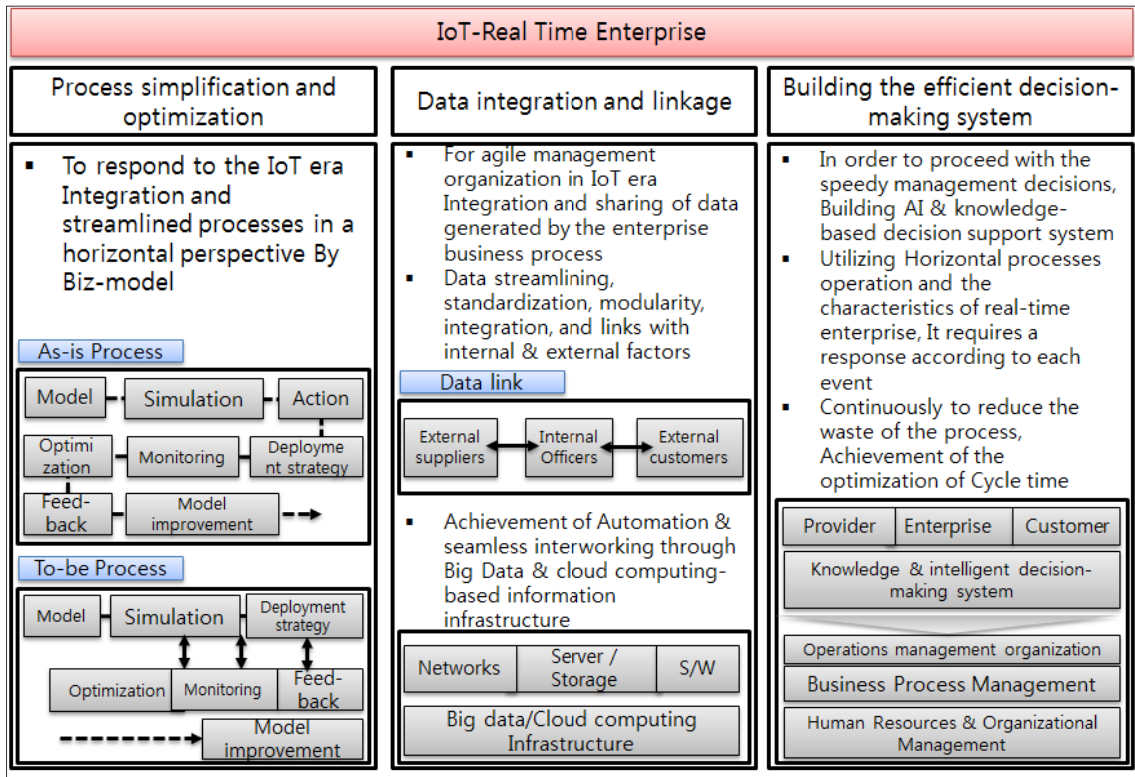 IoT-Real Time Enterprise
Process simplification and
optimization
▪ To respond to the IoT era
Integration and
streamlined processes in a
horizontal perspective By
Biz-model
As-is Process
Model
Simulation
Action
Optimi
zation
Monitoring
Deployme
nt strategy
Feed-
back
Model
improvement
To-be Process
Model
Simulation
Deployment
strategy
Optimization
Monitoring
Feed-
back
Model
improvement
Data integration and linkage
▪ For agile management
organization in IoT era
Integration and sharing of data
generated by the enterprise
business process
▪ Data streamlining,
standardization, modularity,
integration, and links with
internal & external factors
Data link
External
suppliers
Internal
Officers
External
customers
▪ Achievement of Automation &
seamless interworking through
Big Data & cloud computing-
based information
infrastructure
Networks
Server /
Storage
S/W
Big data/Cloud computing
Infrastructure
Building the efficient decision-
making system
▪ In order to proceed with the
speedy management decisions,
Building AI & knowledge-
based decision support system
▪ Utilizing Horizontal processes
operation and the
characteristics of real-time
enterprise, It requires a
response according to each
event
▪ Continuously to reduce the
waste of the process,
Achievement of the
optimization of Cycle time
Provider
Enterprise
Customer
Knowledge & intelligent decision-
making system
Operations management organization
Business Process Management
Human Resources & Organizational
Management